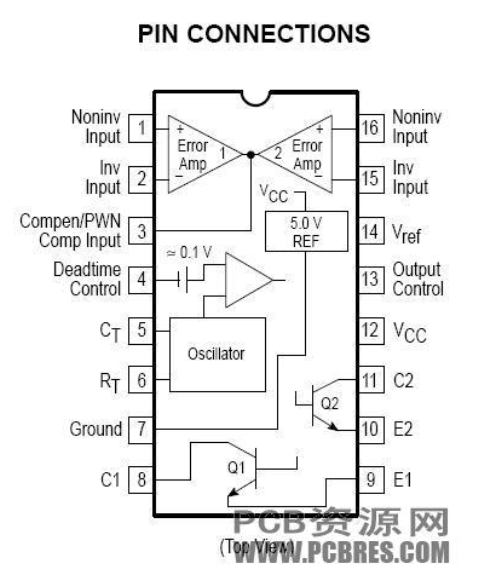 PIN CONNECTIONS
Noninv
Input
1
+
Error
Amp
1
2
Error
Amp
+
16
Noninv
Input
Inv
Input
2
−
−
15
Inv
Input
VCC
Compen/PWN
Comp Input
3
5.0 V
REF
14
Vref
≈ 0.1 V
Deadtime
Control
4
13
Output
Control
CT
5
Oscillator
12
VCC
RT
6
11
C2
Q2
Ground
7
10
E2
C1
8
Q1
9
E1
(Top View)
PCB资源网
WWW.PCBRES.COM